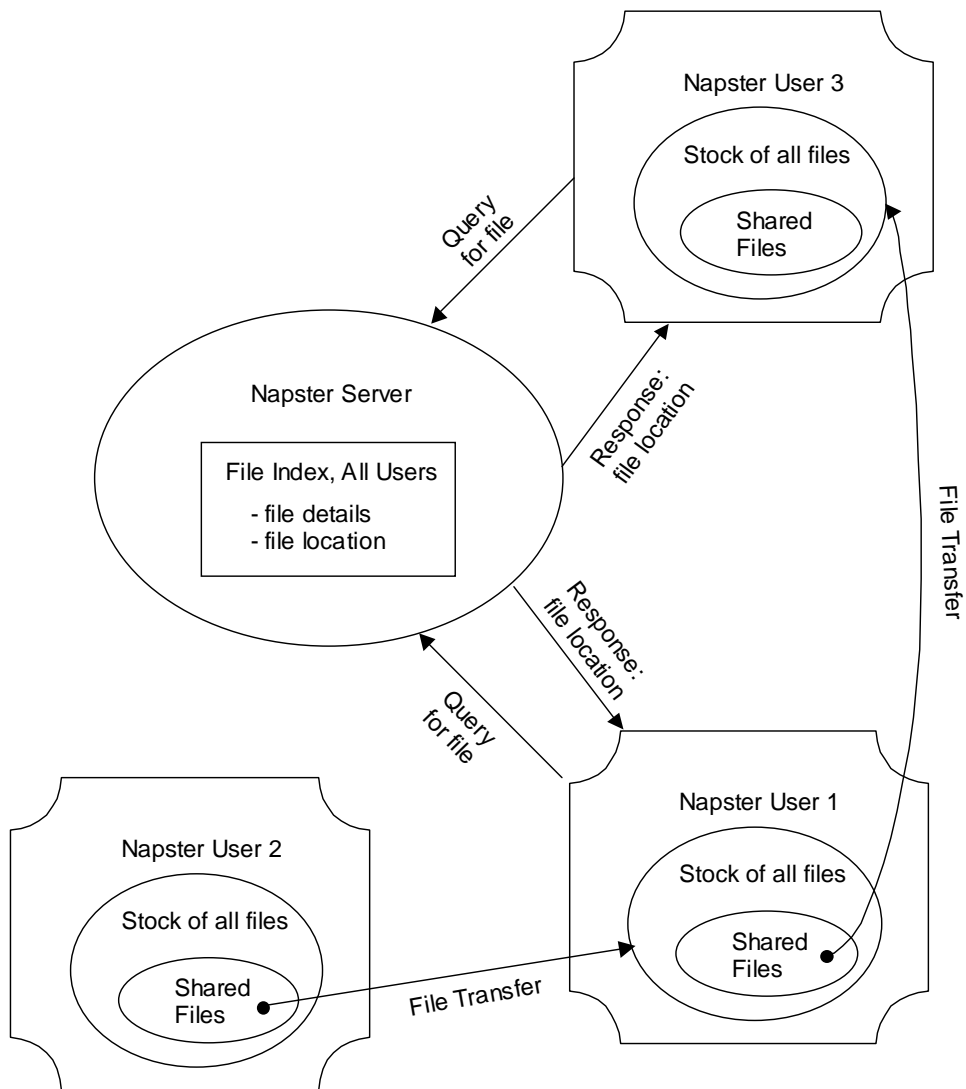 Napster User 3
Stock of all files
Shared
Files
Query
for file
Napster Server
File Index, All Users
- file details
- file location
Response:
file location
File Transfer
Response:
file location
Query
for file
Napster User 1
Stock of all files
Shared
Files
Napster User 2
Stock of all files
Shared
Files
File Transfer